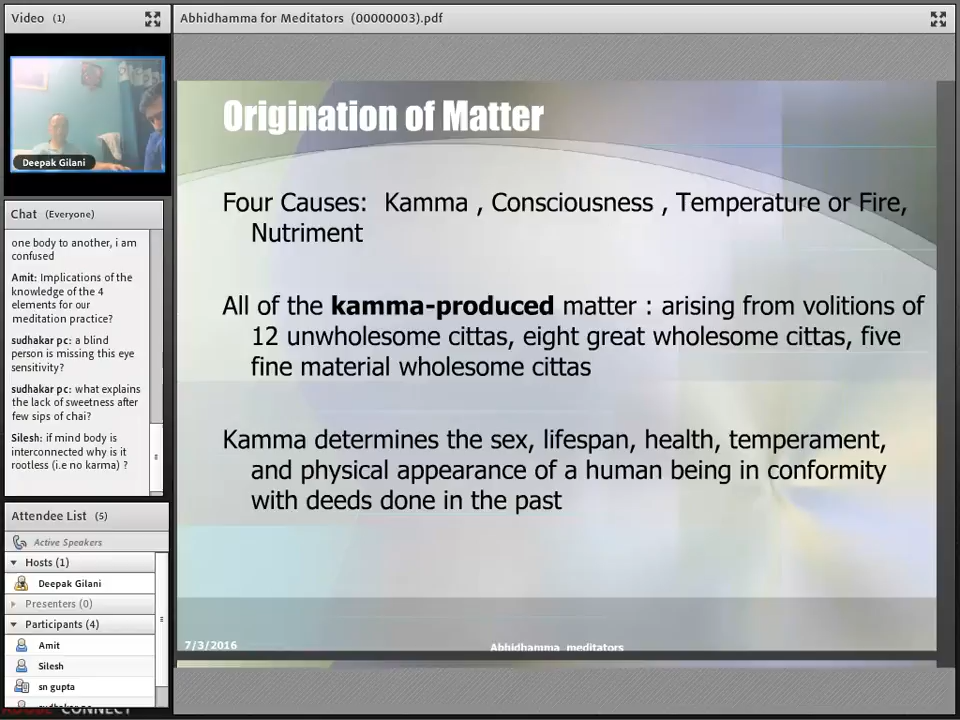 Video (1)
Abhidhamma for Meditators (00000003).pdf
Deepak Gilani
Chat (Everyone)
one body to another, i am
confused
Amit: Implications of the
knowledge of the 4
elements for our
meditation practice?
sudhakar pc: a blind
person is missing this eye
sensitivity?
sudhakar pc: what explains
the lack of sweetness after
few sips of chai?
Silesh: if mind body is
interconnected why is it
rootless (i.e no karma) ?
Attendee List (5)
Active Speakers
Hosts (1)
Deepak Gilani
Presenters (0)
Participants (4)
Amit
Silesh
sn gupta
sudhakar pc
CONNECT
Origination of Matter
Four Causes: Kamma , Consciousness , Temperature or Fire,
Nutriment
All of the kamma-produced matter : arising from volitions of
12 unwholesome cittas, eight great wholesome cittas, five
fine material wholesome cittas
Kamma determines the sex, lifespan, health, temperament,
and physical appearance of a human being in conformity
with deeds done in the past
7/3/2016
Abhidhamma meditators